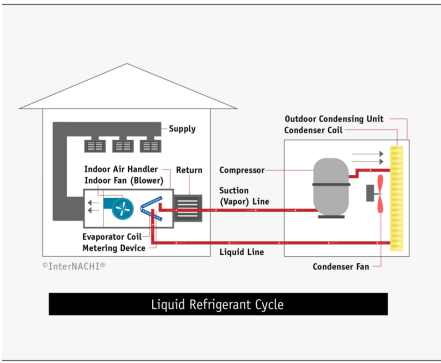 Supply
Outdoor Condensing Unit
Condenser Coil
Indoor Air Handler
Indoor Fan (Blower)
Return
Compressor
Suction
(Vapor) Line
Evaporator Coil
Metering Device
Liquid Line
Condenser Fan
©InterNACHI®
Liquid Refrigerant Cycle